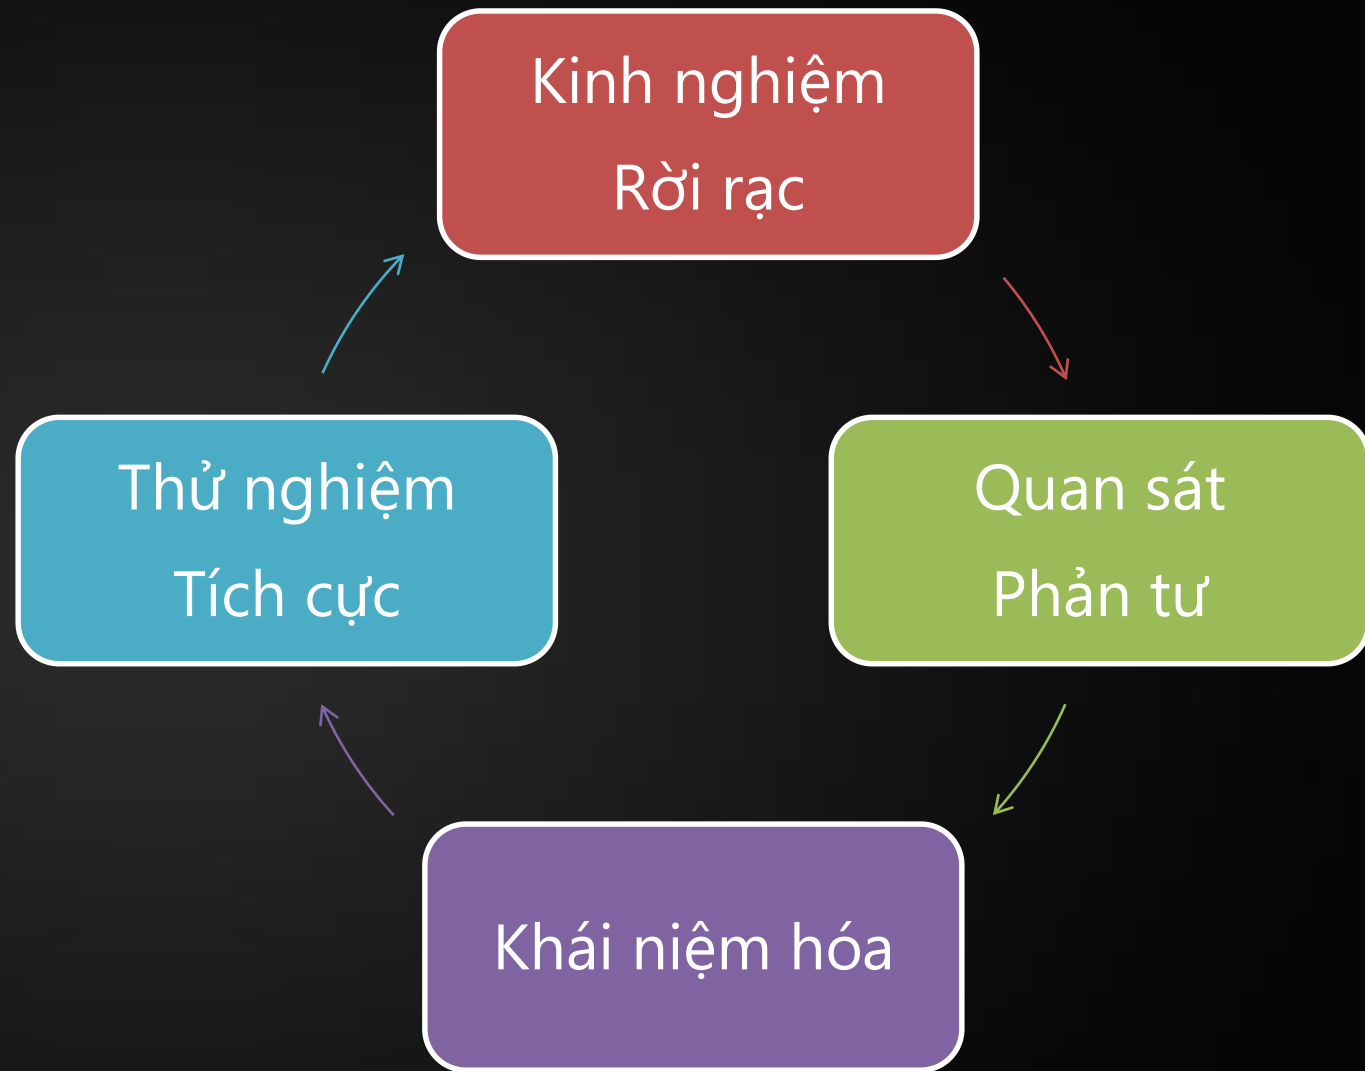 Kinh nghiệm
Rời rạc
Thử nghiệm
Tích cực
Quan sát
Phản tư
Khái niệm hóa